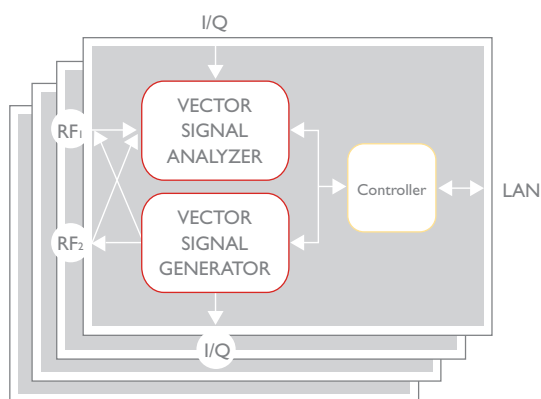 I/Q
VECTOR
SIGNAL
ANALYZER
RF₁
Controller
LAN
RF₂
VECTOR
SIGNAL
GENERATOR
I/Q